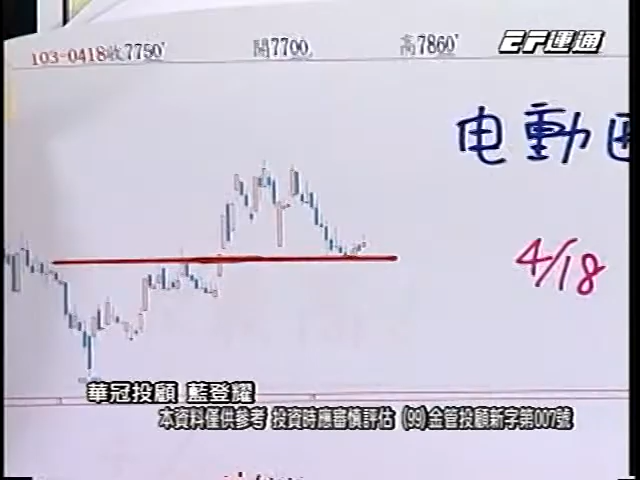 103-0418收7750 開7700 高7860
ET運通
电動
4/18
華冠投顧 藍登耀
本資料僅供參考 投資時應審慎評估 (99)金管投顧新字第007號